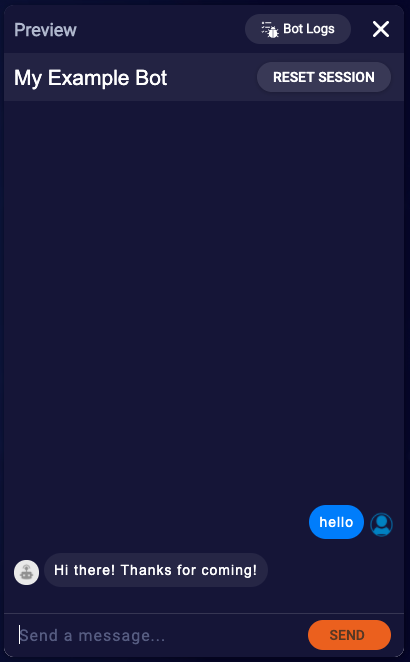 Preview
Bot Logs
My Example Bot
RESET SESSION
hello
Hi there! Thanks for coming!
Send a message...
SEND